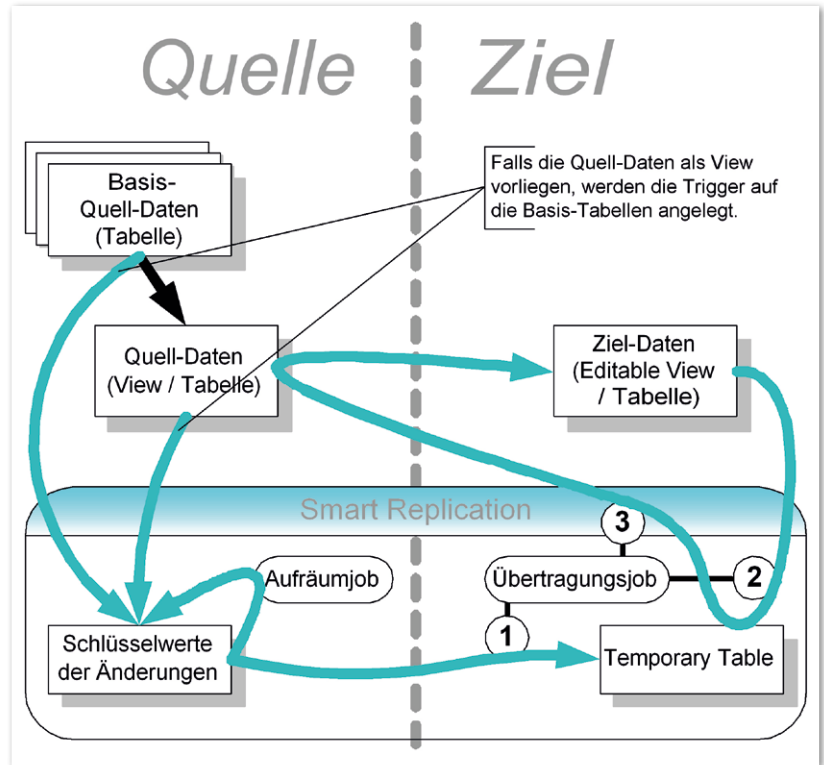 Quelle
Ziel
Basis-
Quell-Daten
(Tabelle)
Falls die Quell-Daten als View
vorliegen, werden die Trigger auf
die Basis-Tabellen angelegt.
Quell-Daten
(View / Tabelle)
Ziel-Daten
(Editable View
/ Tabelle)
Smart Replication
3
Aufräumjob
Übertragungsjob
2
1
Schlüsselwerte
der Änderungen
Temporary Table